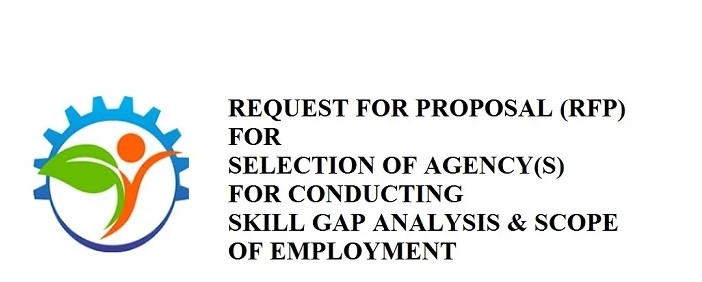 REQUEST FOR PROPOSAL (RFP)
FOR
SELECTION OF AGENCY(S)
FOR CONDUCTING
SKILL GAP ANALYSIS & SCOPE
OF EMPLOYMENT